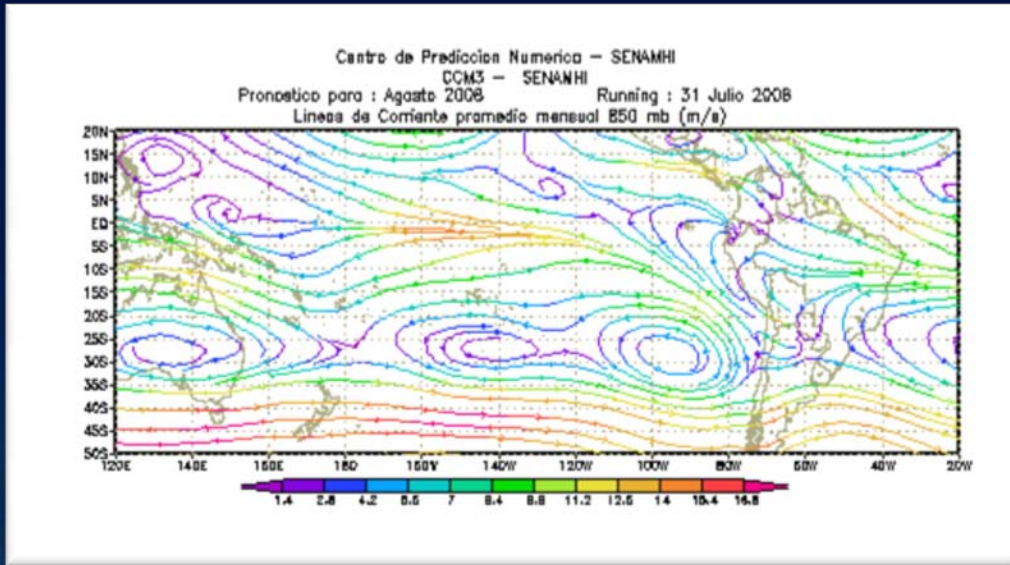 Centro de Prediccion Numerica – SENAMHI
CCM3 – SENAMHI
Pronostico para : Agosto 2008 Running : 31 Julio 2008
Lineas de Corriente promedio mensual 850 mb (m/s)
20N
15N
10N
5N
EQ
5S
10S
15S
20S
25S
30S
35S
40S
45S
50S
120E 140E 160E 180 160W 140W 120W 100W 80W 60W 40W 20W
1.4 2.8 4.2 5.6 7 8.4 9.8 11.2 12.6 14 15.4 16.8